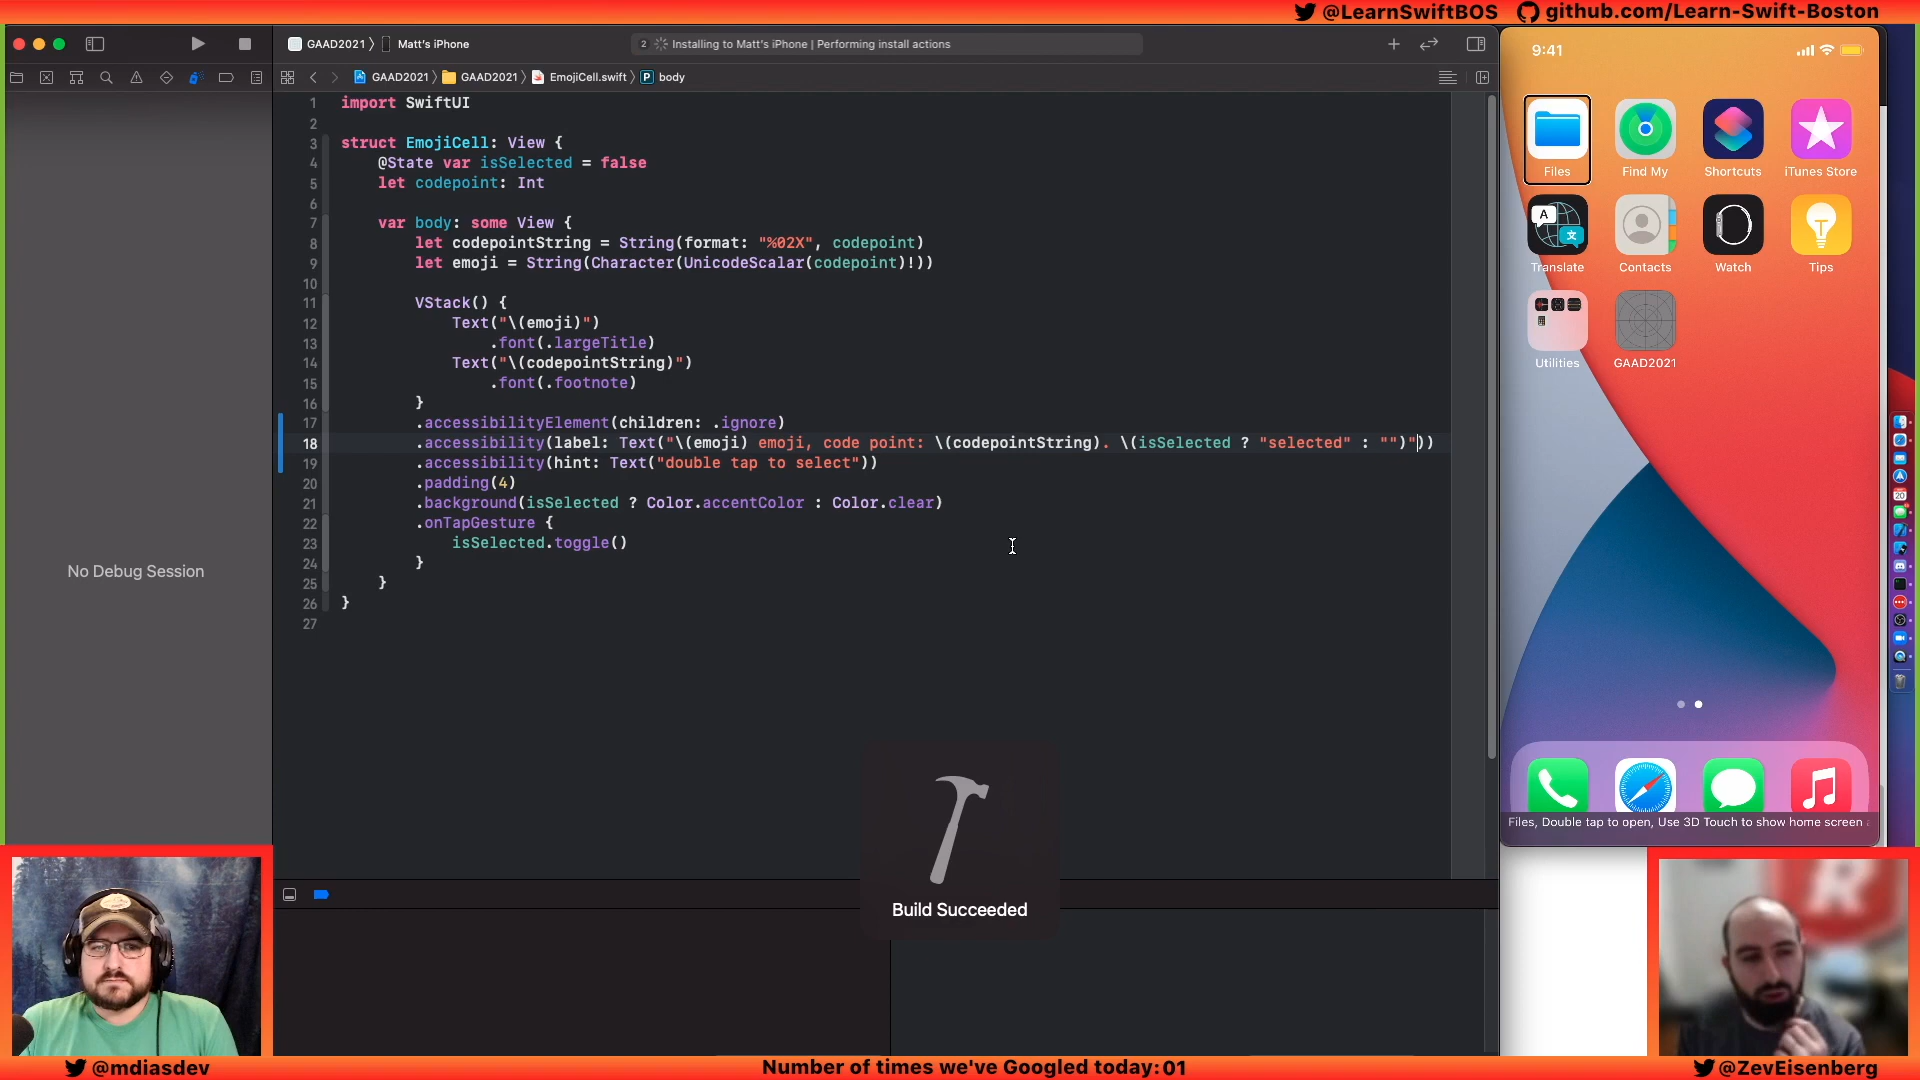 @LearnSwiftBOS github.com/Learn-Swift-Boston
GAAD2021 〉 Matt's iPhone
2 Installing to Matt's iPhone | Performing install actions
GAAD2021 〉 GAAD2021 〉 EmojiCell.swift 〉 P body
1 import SwiftUI
2
3 struct EmojiCell: View {
4 @State var isSelected = false
5 let codepoint: Int
6
7 var body: some View {
8 let codepointString = String(format: "%02X", codepoint)
9 let emoji = String(Character(UnicodeScalar(codepoint)!))
10
11 VStack() {
12 Text("\(emoji)")
13 .font(.largeTitle)
14 Text("\(codepointString)")
15 .font(.footnote)
16 }
17 .accessibilityElement(children: .ignore)
18 .accessibility(label: Text("\(emoji) emoji, code point: \(codepointString). \(isSelected ? "selected" : "")"))
19 .accessibility(hint: Text("double tap to select"))
20 .padding(4)
21 .background(isSelected ? Color.accentColor : Color.clear)
22 .onTapGesture {
23 isSelected.toggle()
24 }
25 }
26 }
27
No Debug Session
Build Succeeded
9:41
Files Find My Shortcuts iTunes Store
A 文
Translate Contacts Watch Tips
Utilities GAAD2021
Files, Double tap to open, Use 3D Touch to show home screen
20
R
@mdiasdev Number of times we've Googled today: 01 @ZevEisenberg